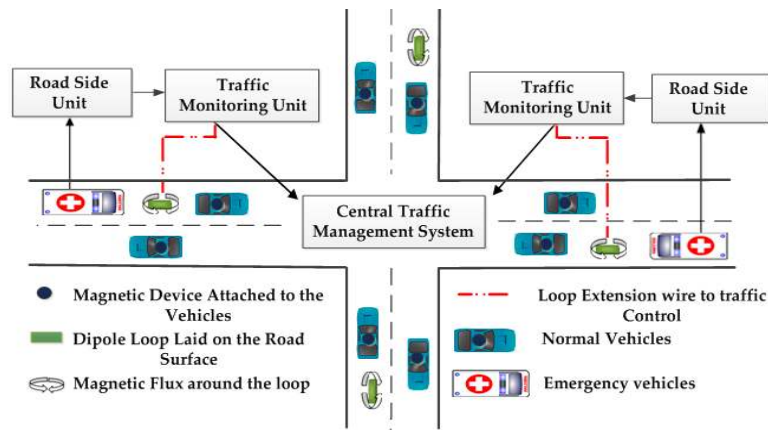 Road Side
Unit
Traffic
Monitoring Unit
Traffic
Monitoring Unit
Road Side
Unit
Central Traffic
Management System
Magnetic Device Attached to the
Vehicles
Dipole Loop Laid on the Road
Surface
Magnetic Flux around the loop
Loop Extension wire to traffic
Control
Normal Vehicles
Emergency vehicles